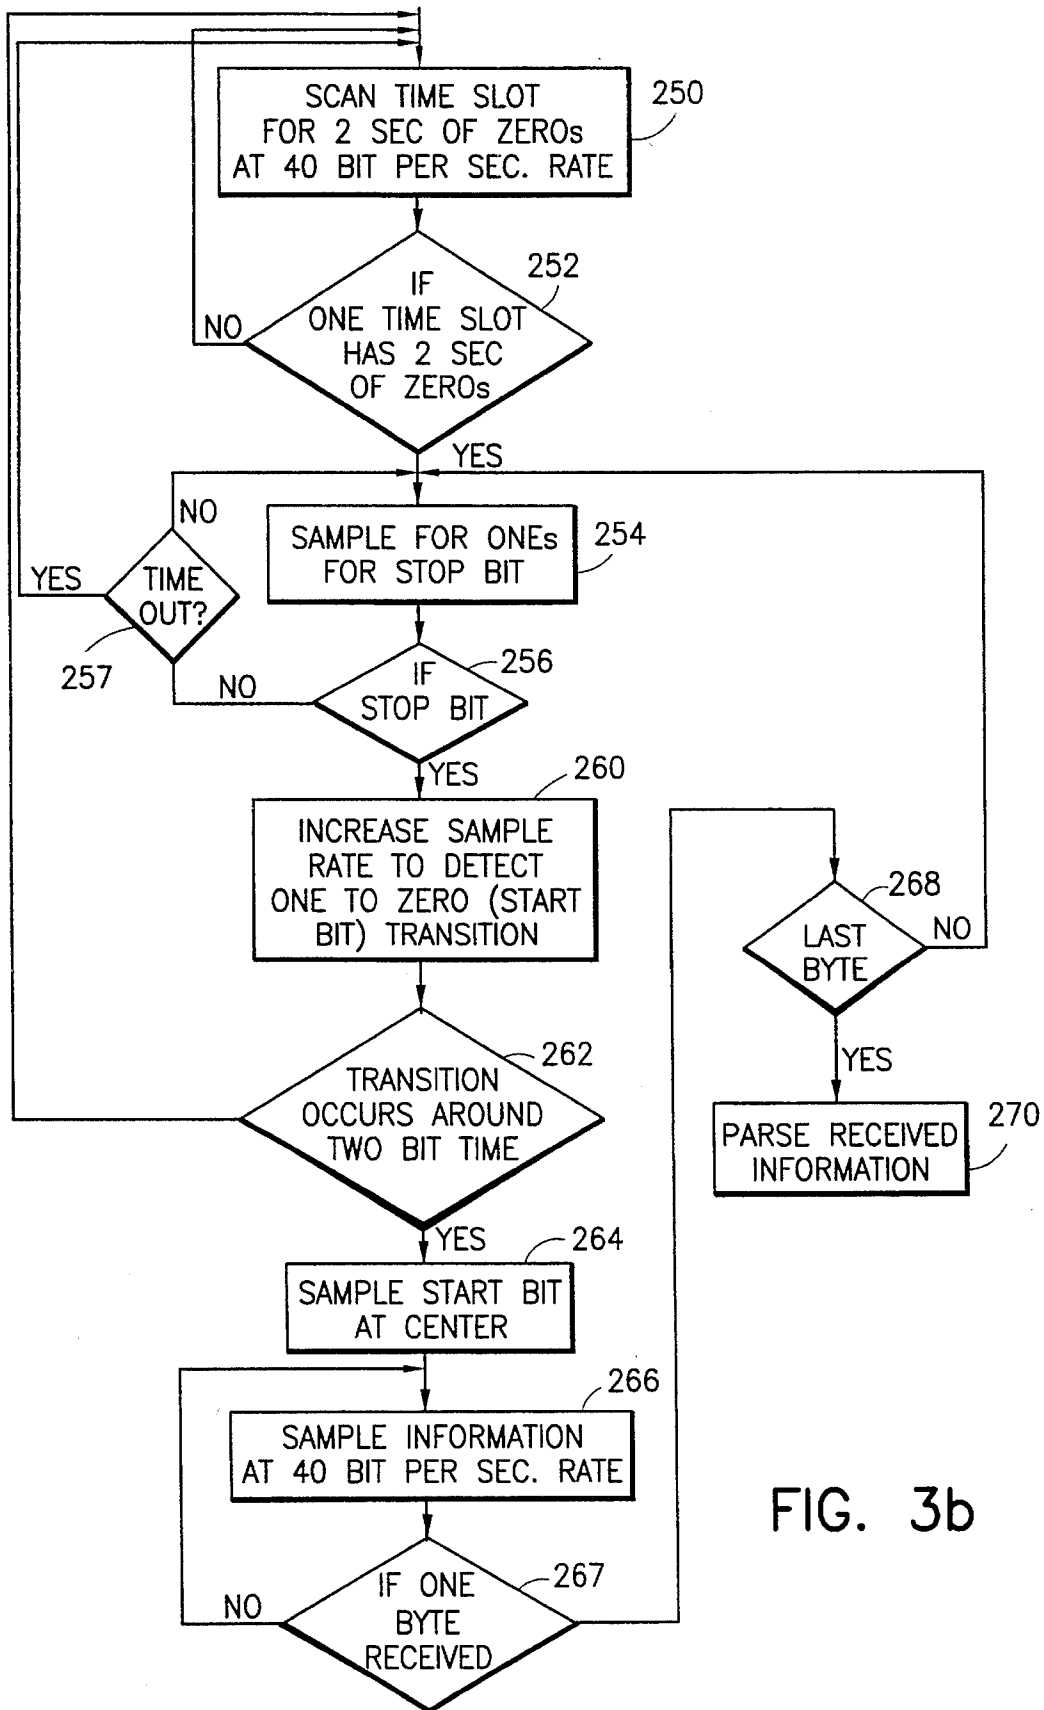 SCAN TIME SLOT
FOR 2 SEC OF ZEROs
AT 40 BIT PER SEC. RATE
250
IF
ONE TIME SLOT
HAS 2 SEC
OF ZEROs
252
NO
YES
SAMPLE FOR ONEs
FOR STOP BIT
254
NO
YES
TIME
OUT?
257
IF
STOP BIT
256
NO
YES
INCREASE SAMPLE
RATE TO DETECT
ONE TO ZERO (START
BIT) TRANSITION
260
TRANSITION
OCCURS AROUND
TWO BIT TIME
262
YES
SAMPLE START BIT
AT CENTER
264
SAMPLE INFORMATION
AT 40 BIT PER SEC. RATE
266
IF ONE
BYTE
RECEIVED
267
NO
LAST
BYTE
268
NO
YES
PARSE RECEIVED
INFORMATION
270
FIG. 3b